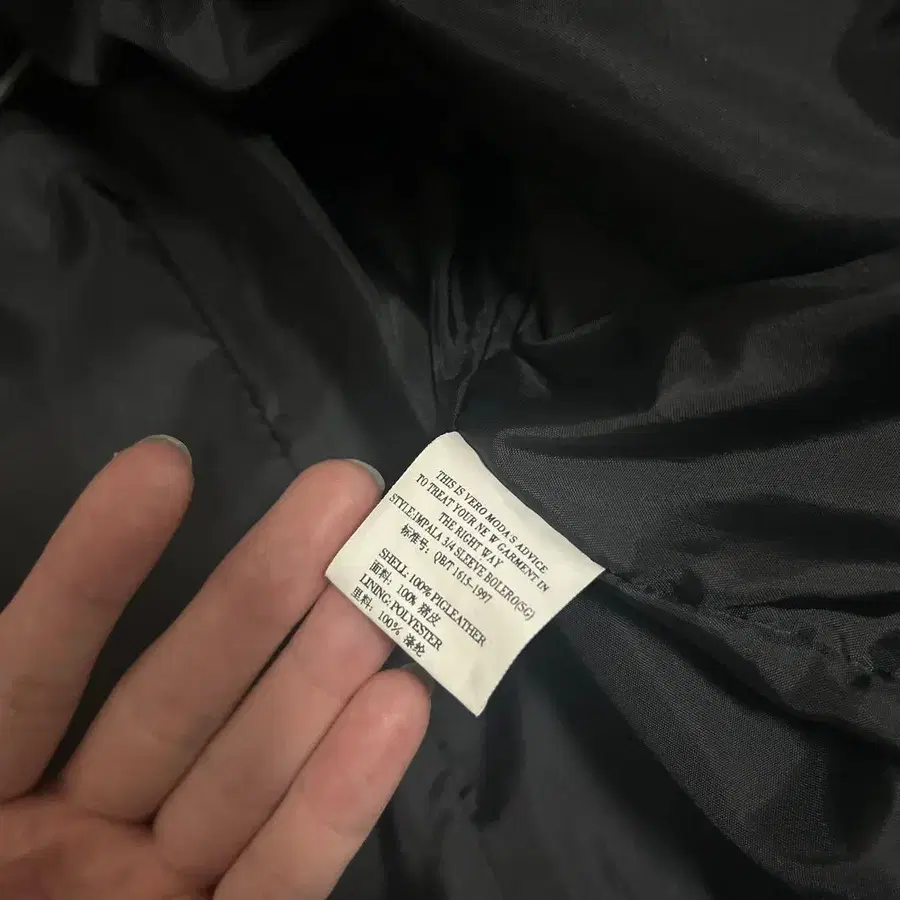 THIS IS VERO MODA'S ADVICE
TO TREAT YOUR NE W GARMENT IN
THE RIGHT WAY
STYLE:IMPALA 3/4 SLEEVE BOLERO(SG)
标准号: QB/T 1615-1997
SHELL: 100% PIGLEATHER
面料: 100% 猪皮
LINING: POLYESTER
里料: 100% 涤纶